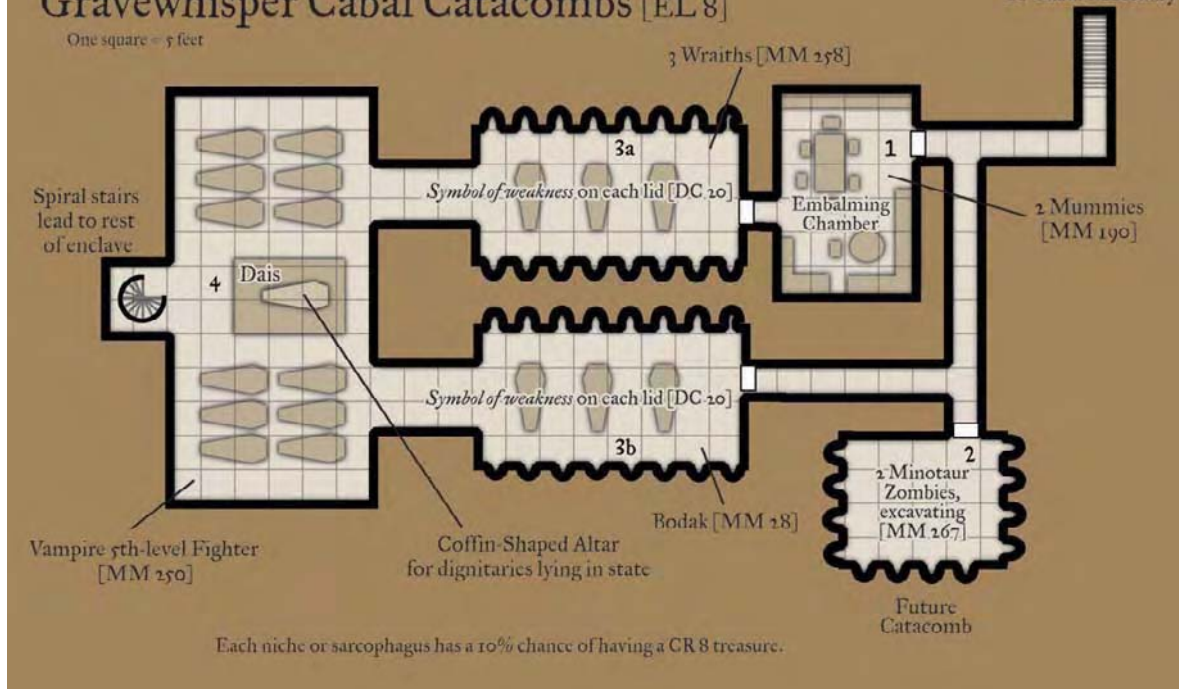 Gravewhisper Cabal Catacombs [EL 8]
One square = 5 feet
3 Wraiths [MM 258]
3a
Symbol of weakness on each lid [DC 20]
1
Embalming
Chamber
2 Mummies
[MM 190]
Spiral stairs
lead to rest
of enclave
4
Dais
Symbol of weakness on each lid [DC 20]
3b
2
2 Minotaur
Zombies,
excavating
[MM 267]
Bodak [MM 28]
Vampire 5th-level Fighter
[MM 250]
Coffin-Shaped Altar
for dignitaries lying in state
Future
Catacomb
Each niche or sarcophagus has a 10% chance of having a CR 8 treasure.